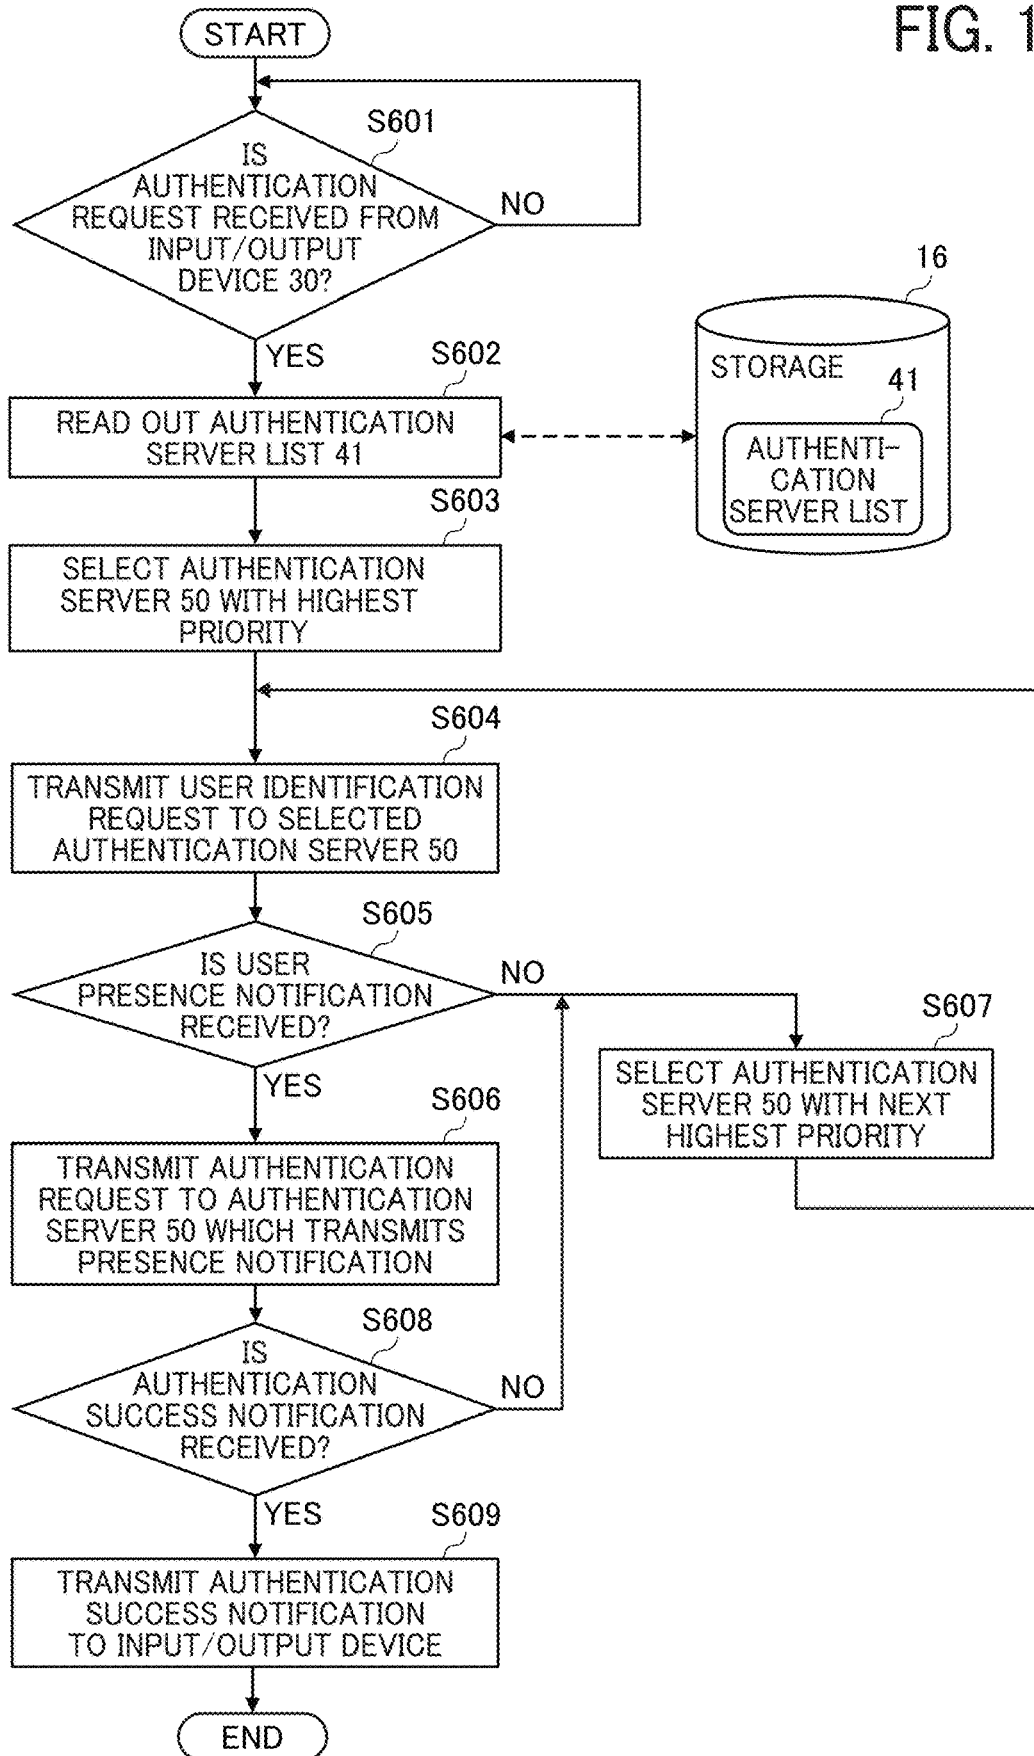 FIG. 1
START
S601
IS
AUTHENTICATION
REQUEST RECEIVED FROM
INPUT/OUTPUT
DEVICE 30?
NO
YES
S602
READ OUT AUTHENTICATION
SERVER LIST 41
16
STORAGE
41
AUTHENTI-
CATION
SERVER LIST
S603
SELECT AUTHENTICATION
SERVER 50 WITH HIGHEST
PRIORITY
S604
TRANSMIT USER IDENTIFICATION
REQUEST TO SELECTED
AUTHENTICATION SERVER 50
S605
IS USER
PRESENCE NOTIFICATION
RECEIVED?
NO
YES
S607
SELECT AUTHENTICATION
SERVER 50 WITH NEXT
HIGHEST PRIORITY
S606
TRANSMIT AUTHENTICATION
REQUEST TO AUTHENTICATION
SERVER 50 WHICH TRANSMITS
PRESENCE NOTIFICATION
S608
IS
AUTHENTICATION
SUCCESS NOTIFICATION
RECEIVED?
NO
YES
S609
TRANSMIT AUTHENTICATION
SUCCESS NOTIFICATION
TO INPUT/OUTPUT DEVICE
END